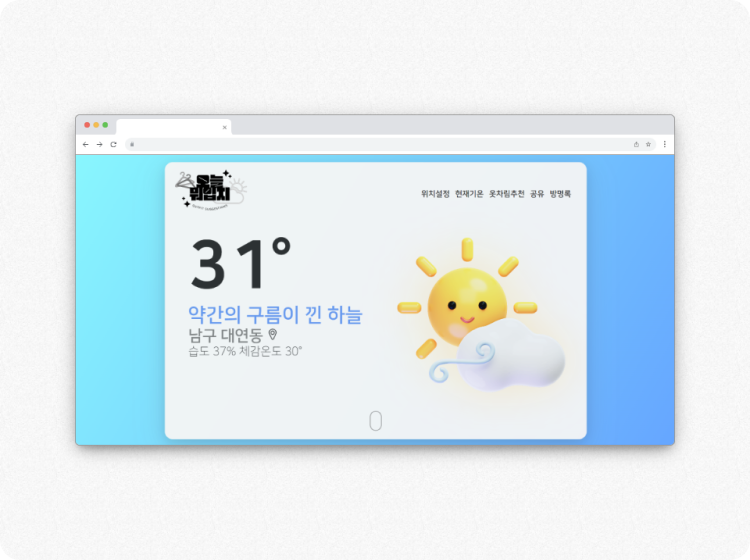 오늘
뭐입지
위치설정 현재기온 옷차림추천 공유 방명록
31°
약간의 구름이 낀 하늘
남구 대연동
습도 37% 체감온도 30°